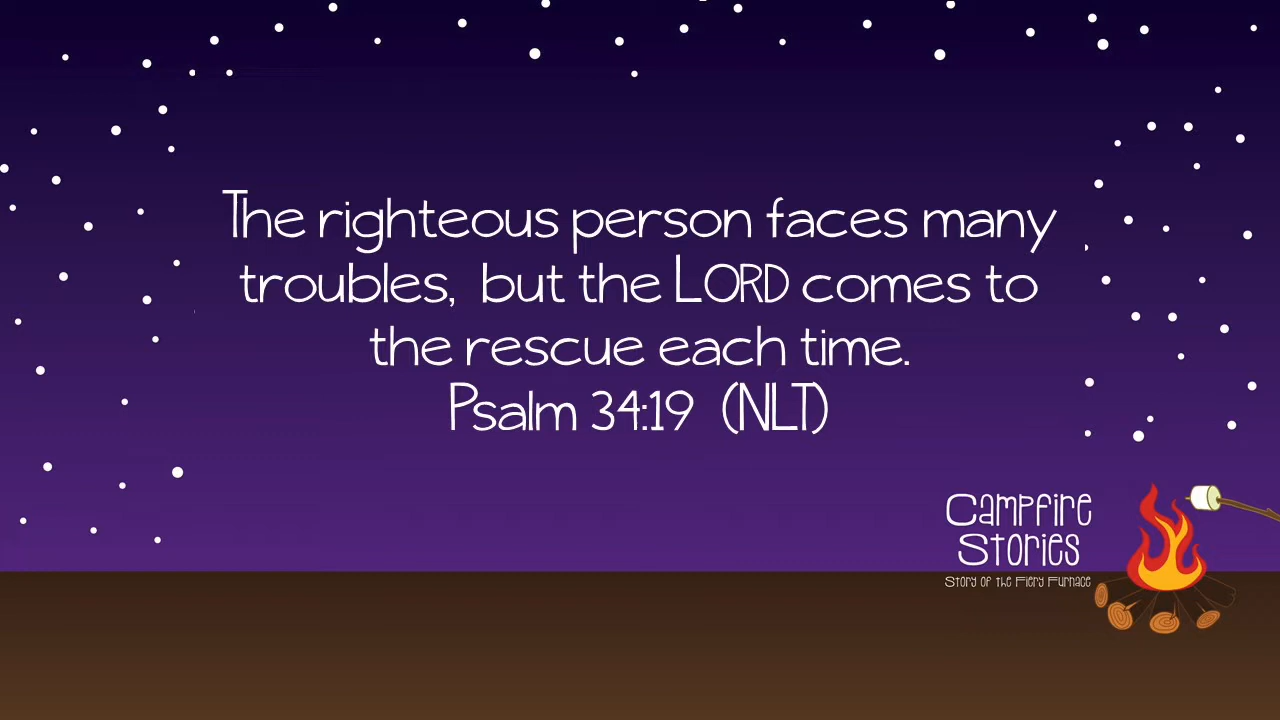 The righteous person faces many
troubles, but the LORD comes to
the rescue each time.
Psalm 34:19 (NLT)
Campfire
Stories
Story of the Fiery Furnace